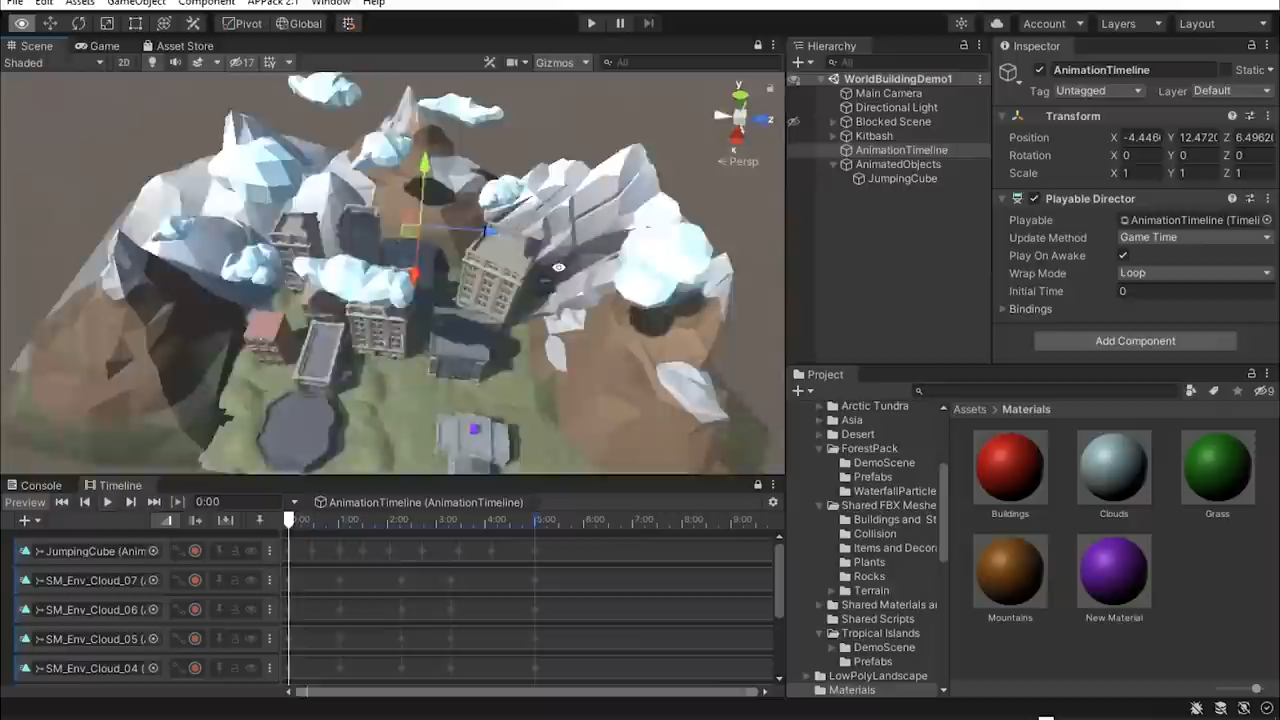 File Edit Assets GameObject Component APPack 2.1 Window Help
Pivot Global Account Layers Layout
Scene Game Asset Store
Shaded 2D 17 Gizmos All
y
z
x
< Persp
Hierarchy
All
WorldBuildingDemo1
Main Camera
Directional Light
Blocked Scene
Kitbash
AnimationTimeline
AnimatedObjects
JumpingCube
Inspector
AnimationTimeline Static
Tag Untagged Layer Default
Transform
Position X -4.446 Y 12.472 Z 6.4962
Rotation X 0 Y 0 Z 0
Scale X 1 Y 1 Z 1
Playable Director
Playable AnimationTimeline (Timeli
Update Method Game Time
Play On Awake
Wrap Mode Loop
Initial Time 0
Bindings
Add Component
Project
9
Arctic Tundra
Asia
Desert
ForestPack
DemoScene
Prefabs
WaterfallParticle
Shared FBX Meshe
Buildings and St
Collision
Items and Decor
Plants
Rocks
Terrain
Shared Materials a
Shared Scripts
Tropical Islands
DemoScene
Prefabs
LowPolyLandscape
Materials
Assets > Materials
Buildings Clouds Grass
Mountains New Material
Console Timeline
Preview 0:00 AnimationTimeline (AnimationTimeline)
0:00 1:00 2:00 3:00 4:00 5:00 6:00 7:00 8:00 9:00
JumpingCube (Anim
SM_Env_Cloud_07 (
SM_Env_Cloud_06 (
SM_Env_Cloud_05 (
SM_Env_Cloud_04 (